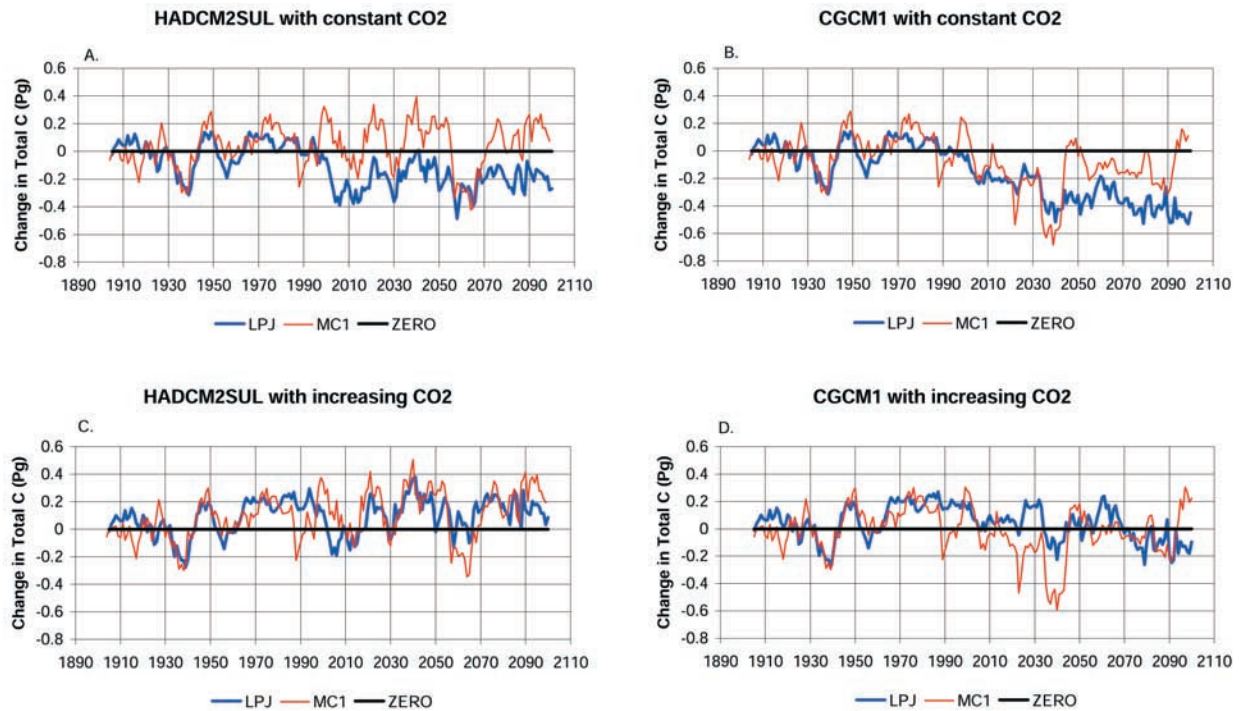 HADCM2SUL with constant CO2
A.
Change in Total C (Pg)
0.6
0.4
0.2
0
-0.2
-0.4
-0.6
-0.8
1890 1910 1930 1950 1970 1990 2010 2030 2050 2070 2090 2110
LPJ MC1 ZERO
CGCM1 with constant CO2
B.
Change in Total C (Pg)
0.6
0.4
0.2
0
-0.2
-0.4
-0.6
-0.8
1890 1910 1930 1950 1970 1990 2010 2030 2050 2070 2090 2110
LPJ MC1 ZERO
HADCM2SUL with increasing CO2
C.
Change in Total C (Pg)
0.6
0.4
0.2
0
-0.2
-0.4
-0.6
-0.8
1890 1910 1930 1950 1970 1990 2010 2030 2050 2070 2090 2110
LPJ MC1 ZERO
CGCM1 with increasing CO2
D.
Change in Total C (Pg)
0.6
0.4
0.2
0
-0.2
-0.4
-0.6
-0.8
1890 1910 1930 1950 1970 1990 2010 2030 2050 2070 2090 2110
LPJ MC1 ZERO